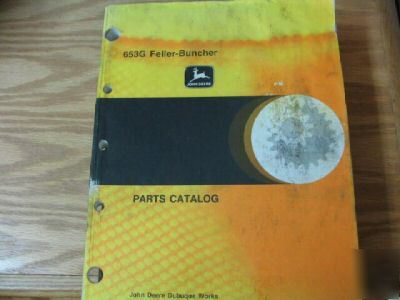 653G Feller-Buncher
JOHN DEERE
PARTS CATALOG
John Deere Dubuque Works